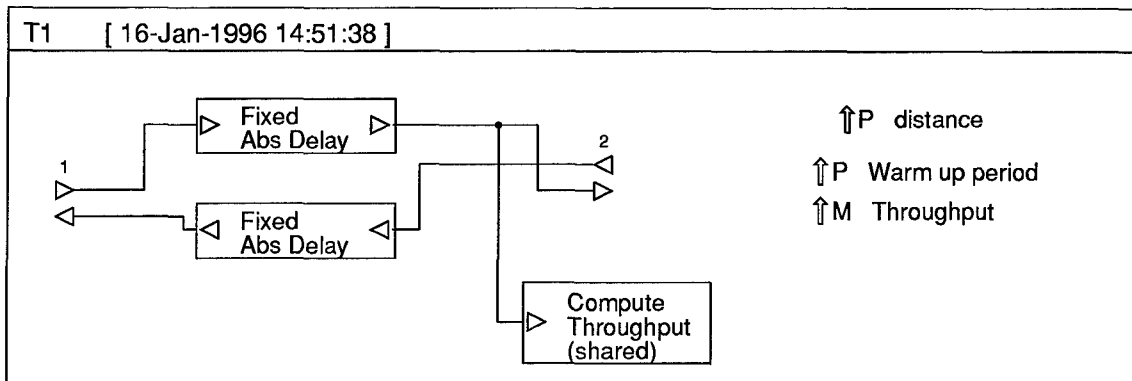 T1 [ 16-Jan-1996 14:51:38 ]
Fixed
Abs Delay
1
2
Fixed
Abs Delay
Compute
Throughput
(shared)
⇑P distance
⇑P Warm up period
⇑M Throughput